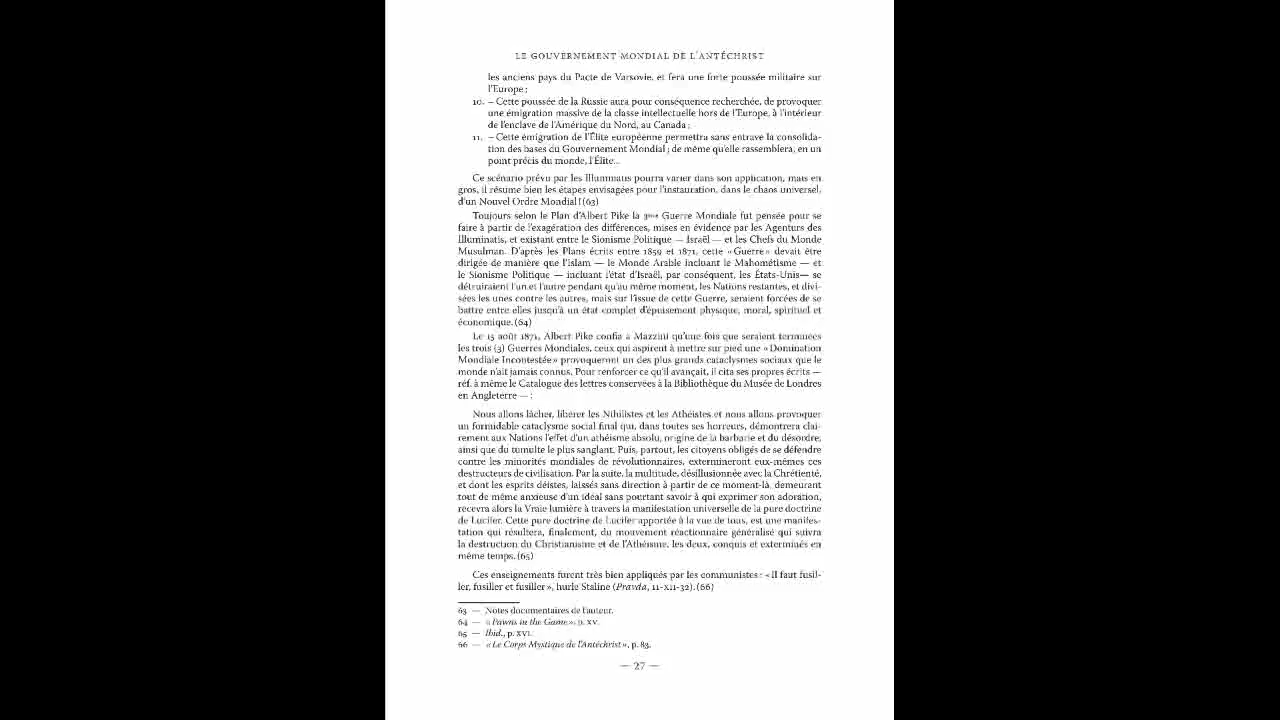 LE GOUVERNEMENT MONDIAL DE L'ANTÉCHRIST
les anciens pays du Pacte de Varsovie, et fera une forte poussée militaire sur
l'Europe ;
10. – Cette poussée de la Russie aura pour conséquence recherchée, de provoquer
une émigration massive de la classe intellectuelle hors de l'Europe, à l'intérieur
de l'enclave de l'Amérique du Nord, au Canada ;
11. – Cette émigration de l'Élite européenne permettra sans entrave la consolida-
tion des bases du Gouvernement Mondial ; de même qu'elle rassemblera, en un
point précis du monde, l'Élite...
Ce scénario prévu par les Illuminatis pourra varier dans son application, mais en
gros, il résume bien les étapes envisagées pour l'instauration, dans le chaos universel,
d'un Nouvel Ordre Mondial ! (63)
Toujours selon le Plan d'Albert Pike la 3ème Guerre Mondiale fut pensée pour se
faire à partir de l'exagération des différences, mises en évidence par les Agenturs des
Illuminatis, et existant entre le Sionisme Politique — Israël — et les Chefs du Monde
Musulman. D'après les Plans écrits entre 1859 et 1871, cette « Guerre » devait être
dirigée de manière que l'Islam — le Monde Arabe incluant le Mahométisme — et
le Sionisme Politique — incluant l'état d'Israël, par conséquent, les États-Unis— se
détruiraient l'un et l'autre pendant qu'au même moment, les Nations restantes, et divi-
sées les unes contre les autres, mais sur l'issue de cette Guerre, seraient forcées de se
battre entre elles jusqu'à un état complet d'épuisement physique, moral, spirituel et
économique. (64)
Le 15 août 1871, Albert Pike confia à Mazzini qu'une fois que seraient terminées
les trois (3) Guerres Mondiales, ceux qui aspirent à mettre sur pied une « Domination
Mondiale Incontestée » provoqueront un des plus grands cataclysmes sociaux que le
monde n'ait jamais connus. Pour renforcer ce qu'il avançait, il cita ses propres écrits —
réf. à même le Catalogue des lettres conservées à la Bibliothèque du Musée de Londres
en Angleterre — :
Nous allons lâcher, libérer les Nihilistes et les Athéistes et nous allons provoquer
un formidable cataclysme social final qui, dans toutes ses horreurs, démontrera clai-
rement aux Nations l'effet d'un athéisme absolu, origine de la barbarie et du désordre,
ainsi que du tumulte le plus sanglant. Puis, partout, les citoyens obligés de se défendre
contre les minorités mondiales de révolutionnaires, extermineront eux-mêmes ces
destructeurs de civilisation. Par la suite, la multitude, désillusionnée avec la Chrétienté,
et dont les esprits déistes, laissés sans direction à partir de ce moment-là, demeurant
tout de même anxieuse d'un idéal sans pourtant savoir à qui exprimer son adoration,
recevra alors la Vraie lumière à travers la manifestation universelle de la pure doctrine
de Lucifer. Cette pure doctrine de Lucifer apportée à la vue de tous, est une manifes-
tation qui résultera, finalement, du mouvement réactionnaire généralisé qui suivra
la destruction du Christianisme et de l'Athéisme, les deux, conquis et exterminés en
même temps. (65)
Ces enseignements furent très bien appliqués par les communistes : « Il faut fusil-
ler, fusiller et fusiller », hurle Staline (Pravda, 11-XII-32). (66)
63 — Notes documentaires de l'auteur.
64 — « Pawns in the Game », p. XV.
65 — Ibid., p. XVI.
66 — « Le Corps Mystique de l'Antéchrist », p. 83.
— 27 —